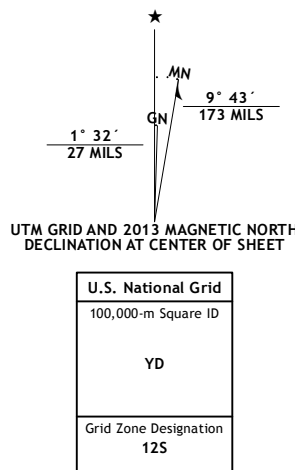 ★
MN
GN
9° 43´
173 MILS
1° 32´
27 MILS
UTM GRID AND 2013 MAGNETIC NORTH
DECLINATION AT CENTER OF SHEET
U.S. National Grid
100,000-m Square ID
YD
Grid Zone Designation
12S